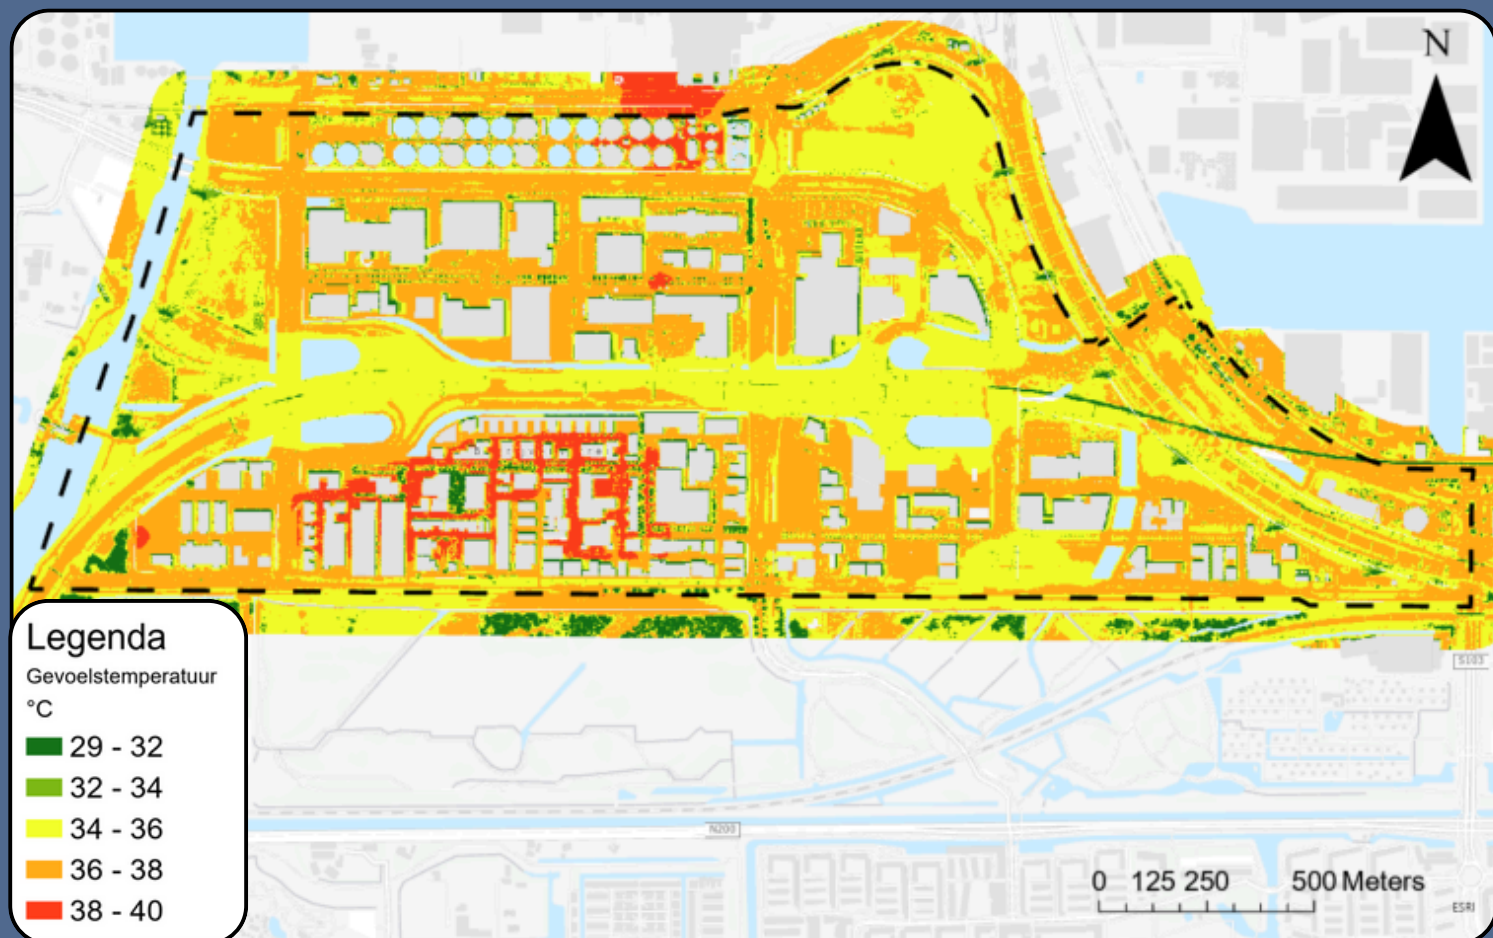 N
Legenda
Gevoelstemperatuur
°C
29 - 32
32 - 34
34 - 36
36 - 38
38 - 40
S103
N200
0 125 250 500 Meters
ESRI